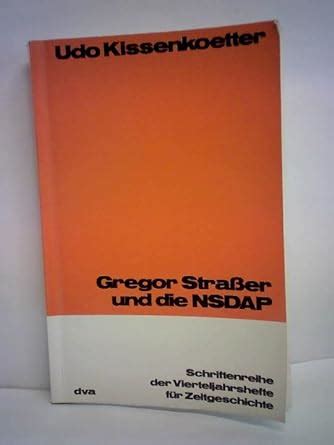 Udo Kissenkoetter
Gregor Straßer
und die NSDAP
Schriftenreihe
der Vierteljahrshefte
für Zeitgeschichte
dva